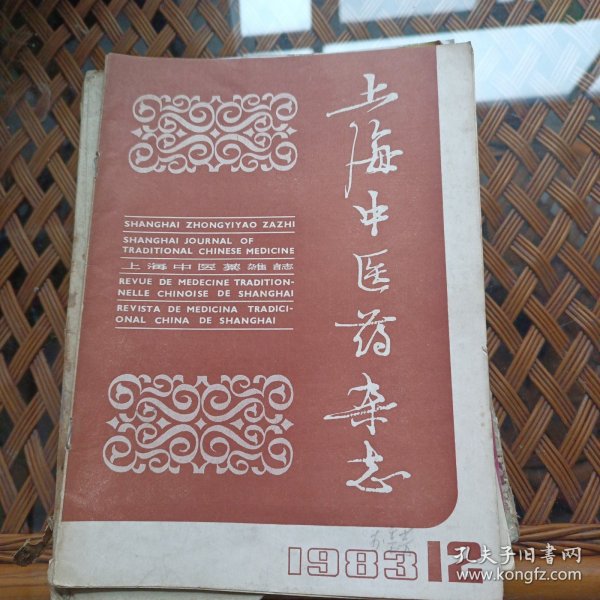 上海中医药杂志
SHANGHAI ZHONGYIYAO ZAZHI
SHANGHAI JOURNAL OF
TRADITIONAL CHINESE MEDICINE
上海中医薬雑誌
REVUE DE MEDECINE TRADITION-
NELLE CHINOISE DE SHANGHAI
REVISTA DE MEDICINA TRADICI-
ONAL CHINA DE SHANGHAI
1983 12
孔夫子旧书网
www.kongfz.com